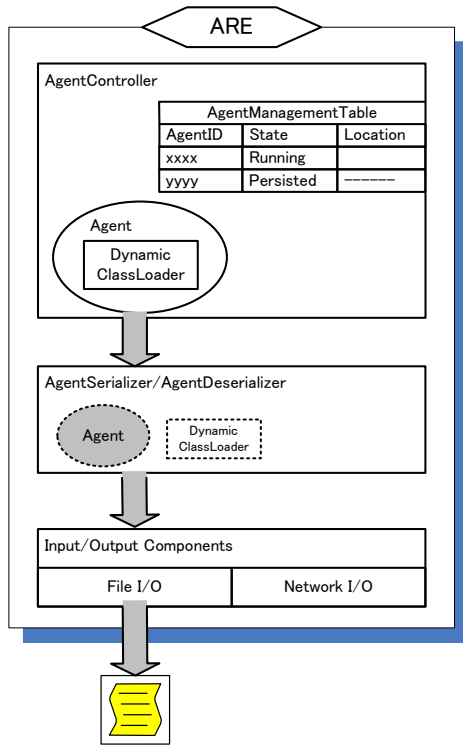 ARE
AgentController
AgentManagementTable
AgentID State Location
xxxx Running
yyyy Persisted ------
Agent
Dynamic
ClassLoader
AgentSerializer/AgentDeserializer
Agent
Dynamic
ClassLoader
Input/Output Components
File I/O Network I/O